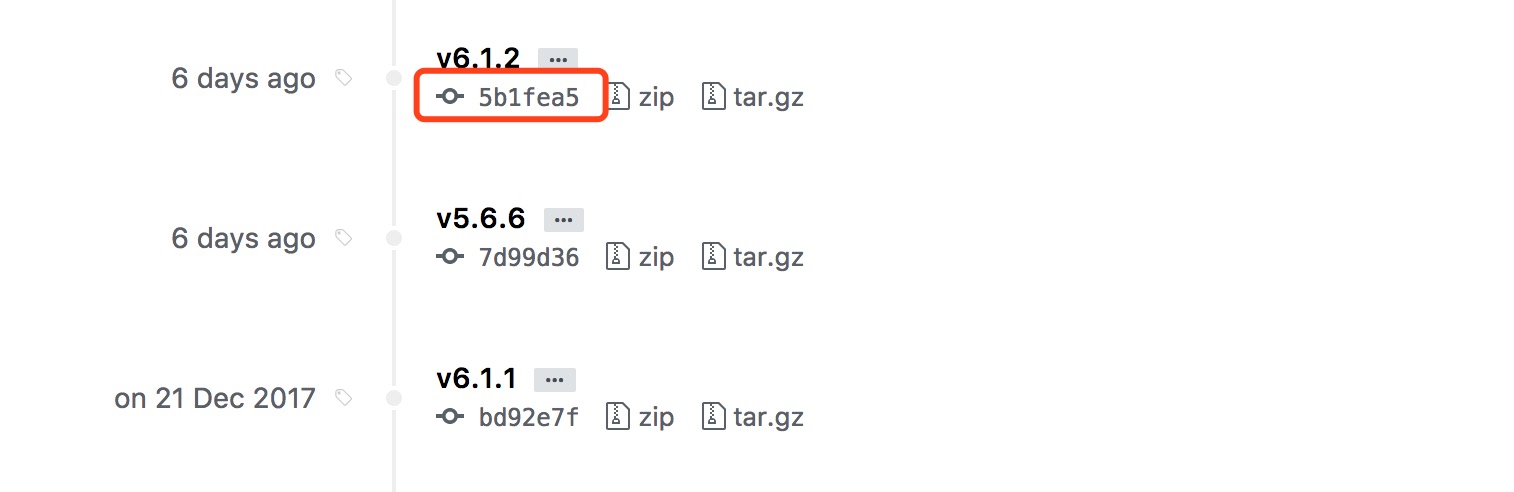 v6.1.2 ...
6 days ago
5b1fea5 zip tar.gz
v5.6.6 ...
6 days ago
7d99d36 zip tar.gz
v6.1.1 ...
on 21 Dec 2017
bd92e7f zip tar.gz